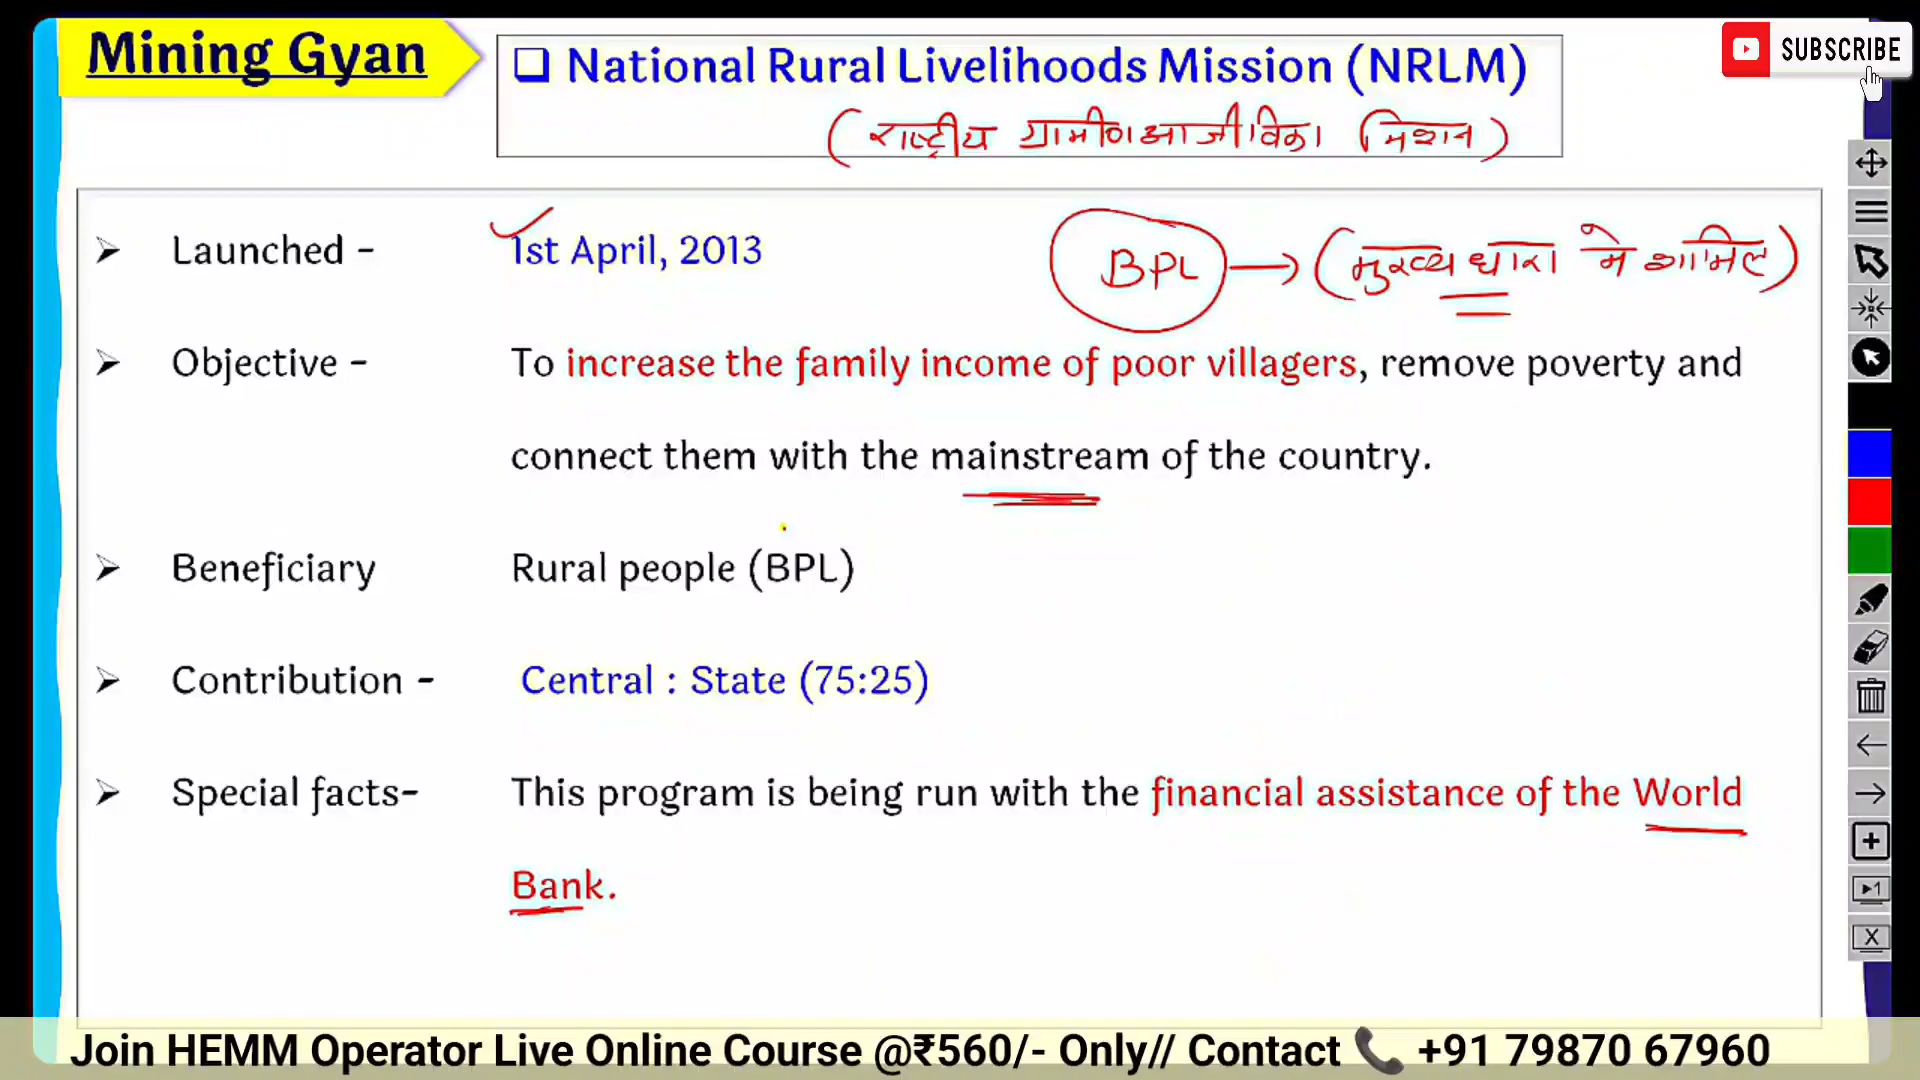 Mining Gyan
❑ National Rural Livelihoods Mission (NRLM)
SUBSCRIBE
(राष्ट्रीय ग्रामीण आजीविका मिशन)
➢ Launched - 1st April, 2013
BPL → (मुख्य धारा मे शामिल)
➢ Objective - To increase the family income of poor villagers, remove poverty and
connect them with the mainstream of the country.
➢ Beneficiary Rural people (BPL)
➢ Contribution - Central : State (75:25)
➢ Special facts- This program is being run with the financial assistance of the World
Bank.
Join HEMM Operator Live Online Course @₹560/- Only// Contact 📞 +91 79870 67960